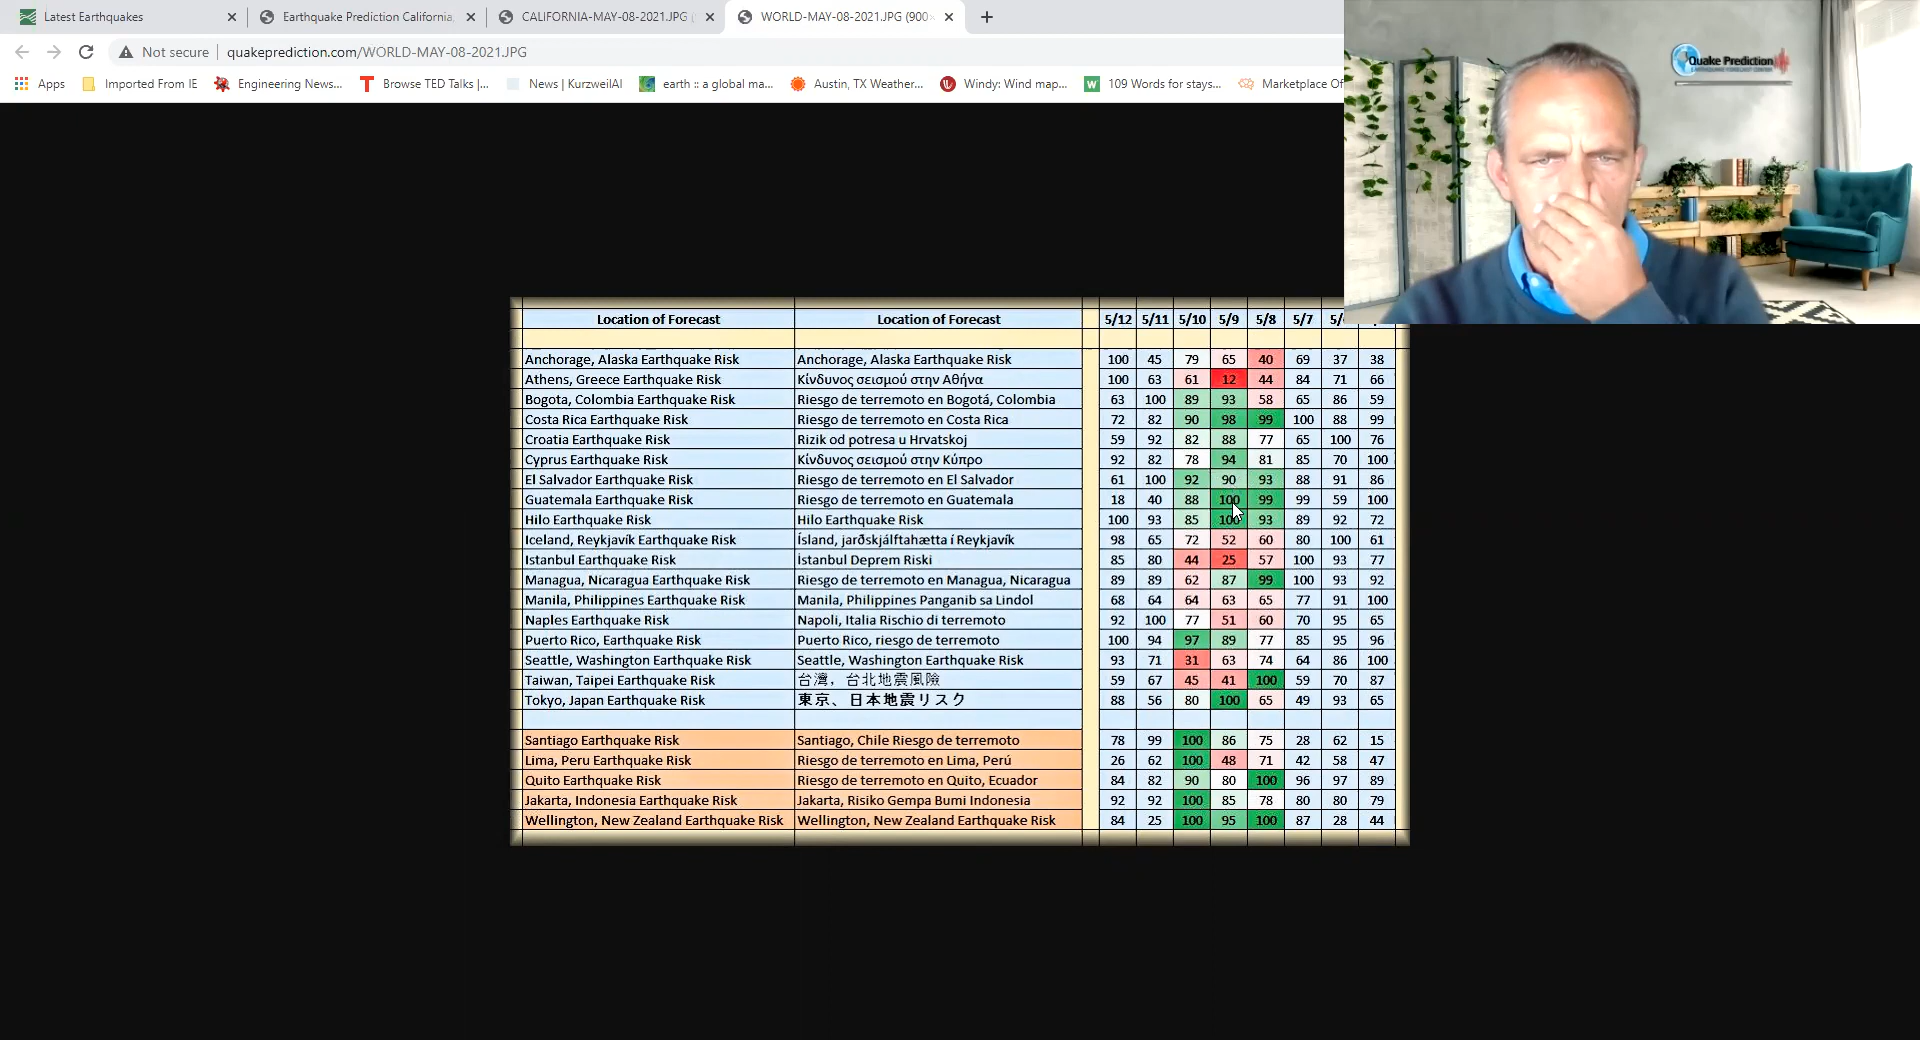 Latest Earthquakes
Earthquake Prediction California,
CALIFORNIA-MAY-08-2021.JPG
WORLD-MAY-08-2021.JPG (900
Not secure quakeprediction.com/WORLD-MAY-08-2021.JPG
Apps Imported From IE Engineering News... Browse TED Talks |... News | KurzweilAI earth :: a global ma... Austin, TX Weather... Windy: Wind map... 109 Words for stays... Marketplace Of
Quake Prediction
EARTHQUAKE FORECAST CENTER
Location of Forecast Location of Forecast 5/12 5/11 5/10 5/9 5/8 5/7
Anchorage, Alaska Earthquake Risk Anchorage, Alaska Earthquake Risk 100 45 79 65 40 69 37 38
Athens, Greece Earthquake Risk Κίνδυνος σεισμού στην Αθήνα 100 63 61 12 44 84 71 66
Bogota, Colombia Earthquake Risk Riesgo de terremoto en Bogotá, Colombia 63 100 89 93 58 65 86 59
Costa Rica Earthquake Risk Riesgo de terremoto en Costa Rica 72 82 90 98 99 100 88 99
Croatia Earthquake Risk Rizik od potresa u Hrvatskoj 59 92 82 88 77 65 100 76
Cyprus Earthquake Risk Κίνδυνος σεισμού στην Κύπρο 92 82 78 94 81 85 70 100
El Salvador Earthquake Risk Riesgo de terremoto en El Salvador 61 100 92 90 93 88 91 86
Guatemala Earthquake Risk Riesgo de terremoto en Guatemala 18 40 88 100 99 99 59 100
Hilo Earthquake Risk Hilo Earthquake Risk 100 93 85 100 93 89 92 72
Iceland, Reykjavík Earthquake Risk Ísland, jarðskjálftahætta í Reykjavík 98 65 72 52 60 80 100 61
Istanbul Earthquake Risk İstanbul Deprem Riski 85 80 44 25 57 100 93 77
Managua, Nicaragua Earthquake Risk Riesgo de terremoto en Managua, Nicaragua 89 89 62 87 99 100 93 92
Manila, Philippines Earthquake Risk Manila, Philippines Panganib sa Lindol 68 64 64 63 65 77 91 100
Naples Earthquake Risk Napoli, Italia Rischio di terremoto 92 100 77 51 60 70 95 65
Puerto Rico, Earthquake Risk Puerto Rico, riesgo de terremoto 100 94 97 89 77 85 95 96
Seattle, Washington Earthquake Risk Seattle, Washington Earthquake Risk 93 71 31 63 74 64 86 100
Taiwan, Taipei Earthquake Risk 台湾，台北地震風險 59 67 45 41 100 59 70 87
Tokyo, Japan Earthquake Risk 東京、日本地震リスク 88 56 80 100 65 49 93 65
Santiago Earthquake Risk Santiago, Chile Riesgo de terremoto 78 99 100 86 75 28 62 15
Lima, Peru Earthquake Risk Riesgo de terremoto en Lima, Perú 26 62 100 48 71 42 58 47
Quito Earthquake Risk Riesgo de terremoto en Quito, Ecuador 84 82 90 80 100 96 97 89
Jakarta, Indonesia Earthquake Risk Jakarta, Risiko Gempa Bumi Indonesia 92 92 100 85 78 80 80 79
Wellington, New Zealand Earthquake Risk Wellington, New Zealand Earthquake Risk 84 25 100 95 100 87 28 44